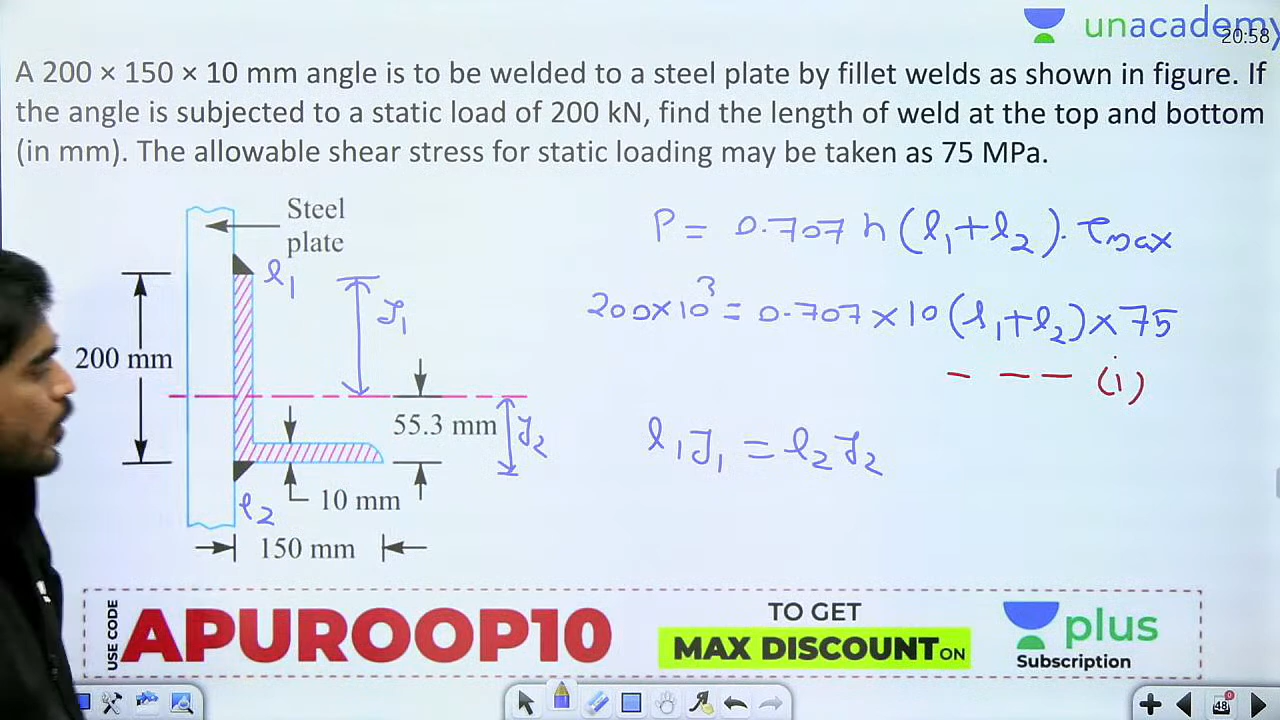 unacademy
20:58
A 200 × 150 × 10 mm angle is to be welded to a steel plate by fillet welds as shown in figure. If
the angle is subjected to a static load of 200 kN, find the length of weld at the top and bottom
(in mm). The allowable shear stress for static loading may be taken as 75 MPa.
Steel
plate
l₁
y₁
200 mm
55.3 mm
y₂
10 mm
l₂
150 mm
P = 0.707 h (l₁+l₂). τmax
200×10³ = 0.707 × 10 (l₁+l₂) × 75
- - - (i)
l₁y₁ = l₂y₂
USE CODE
APUROOP10
TO GET
MAX DISCOUNT ON
plus
Subscription
48